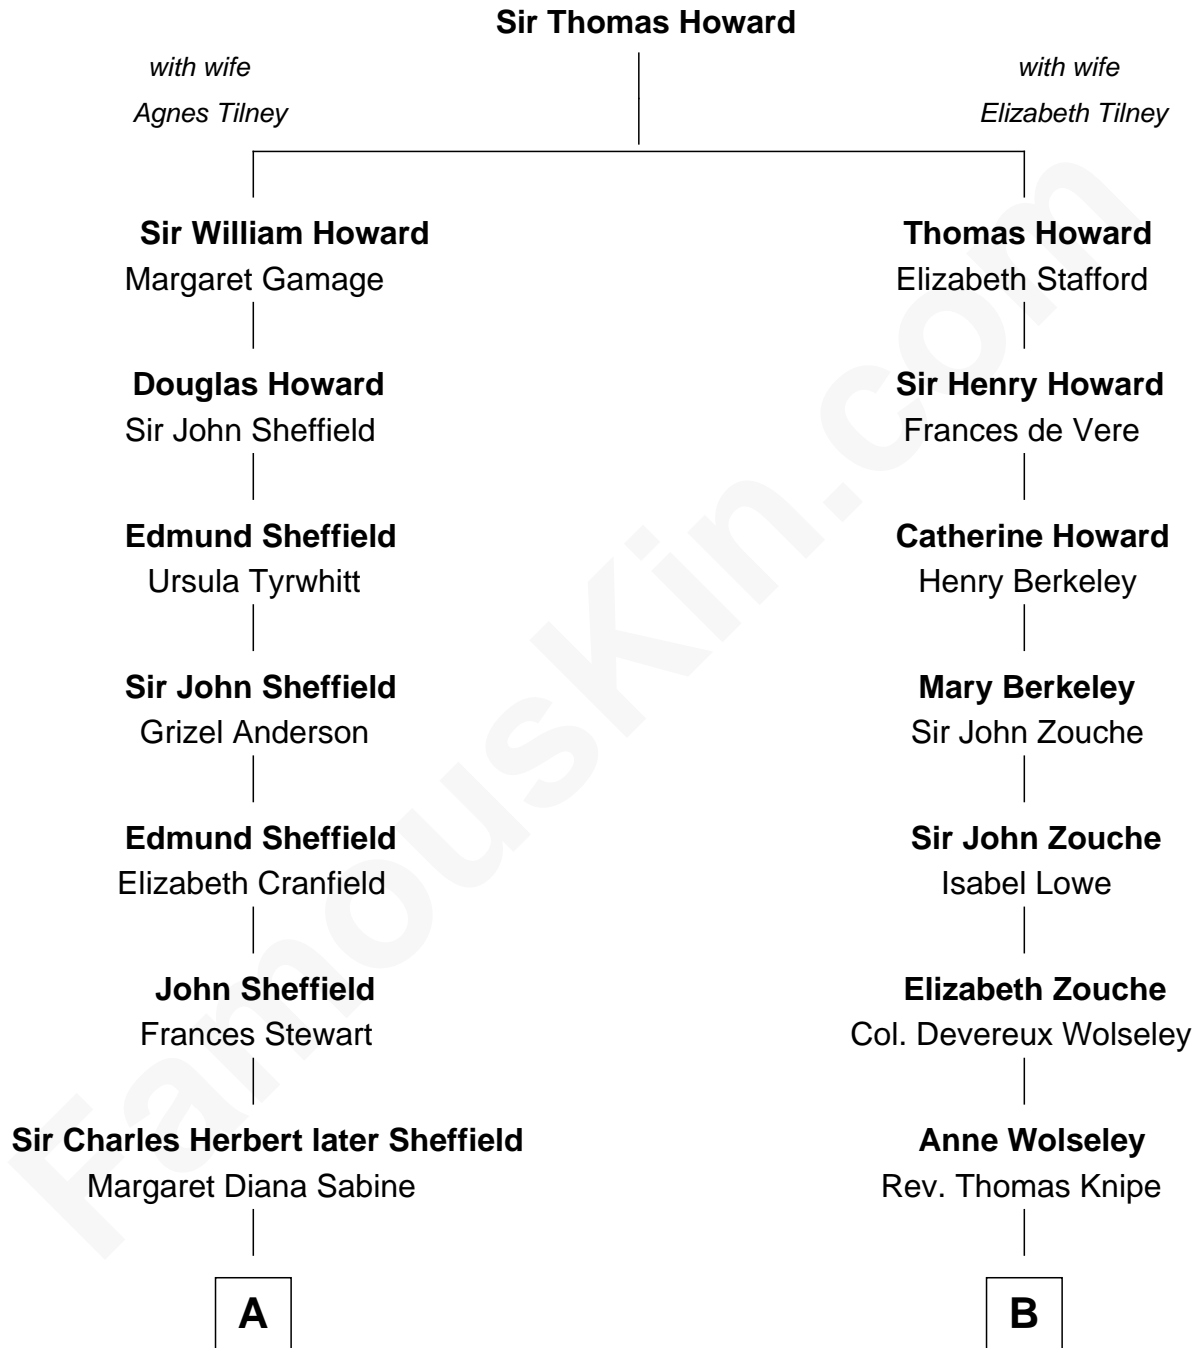 Sir Thomas Howard
with wife
Agnes Tilney
with wife
Elizabeth Tilney
Sir William Howard
Margaret Gamage
Thomas Howard
Elizabeth Stafford
Douglas Howard
Sir John Sheffield
Sir Henry Howard
Frances de Vere
Edmund Sheffield
Ursula Tyrwhitt
Catherine Howard
Henry Berkeley
Sir John Sheffield
Grizel Anderson
Mary Berkeley
Sir John Zouche
Edmund Sheffield
Elizabeth Cranfield
Sir John Zouche
Isabel Lowe
John Sheffield
Frances Stewart
Elizabeth Zouche
Col. Devereux Wolseley
Sir Charles Herbert later Sheffield
Margaret Diana Sabine
Anne Wolseley
Rev. Thomas Knipe
A
B
FamousKin.com